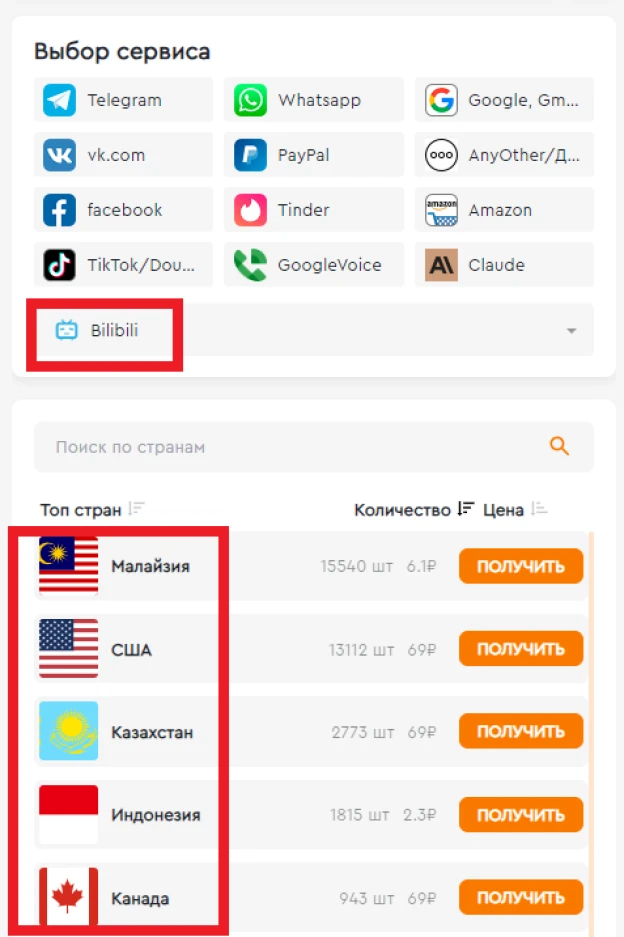 Выбор сервиса
Telegram Whatsapp Google, Gm...
vk.com PayPal AnyOther/Д...
facebook Tinder amazon Amazon
TikTok/Dou... GoogleVoice Claude
Bilibili
Поиск по странам
Топ стран Количество Цена
Малайзия 15540 шт 6.1₽ ПОЛУЧИТЬ
США 13112 шт 69₽ ПОЛУЧИТЬ
Казахстан 2773 шт 69₽ ПОЛУЧИТЬ
Индонезия 1815 шт 2.3₽ ПОЛУЧИТЬ
Канада 943 шт 69₽ ПОЛУЧИТЬ